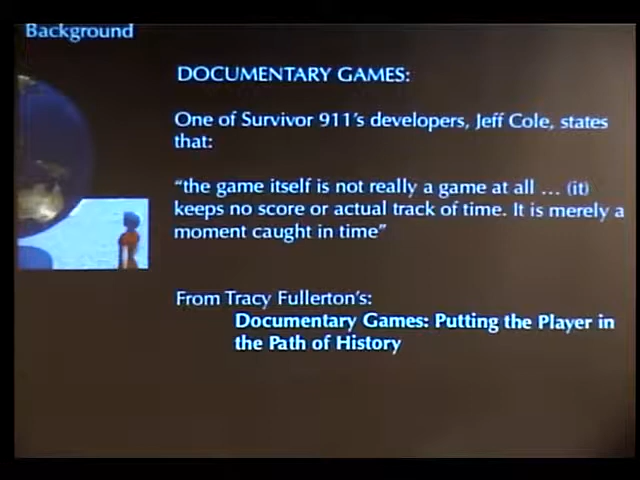 Background
DOCUMENTARY GAMES:
One of Survivor 911's developers, Jeff Cole, states
that:
"the game itself is not really a game at all ... (it)
keeps no score or actual track of time. It is merely a
moment caught in time"
From Tracy Fullerton's:
Documentary Games: Putting the Player in
the Path of History